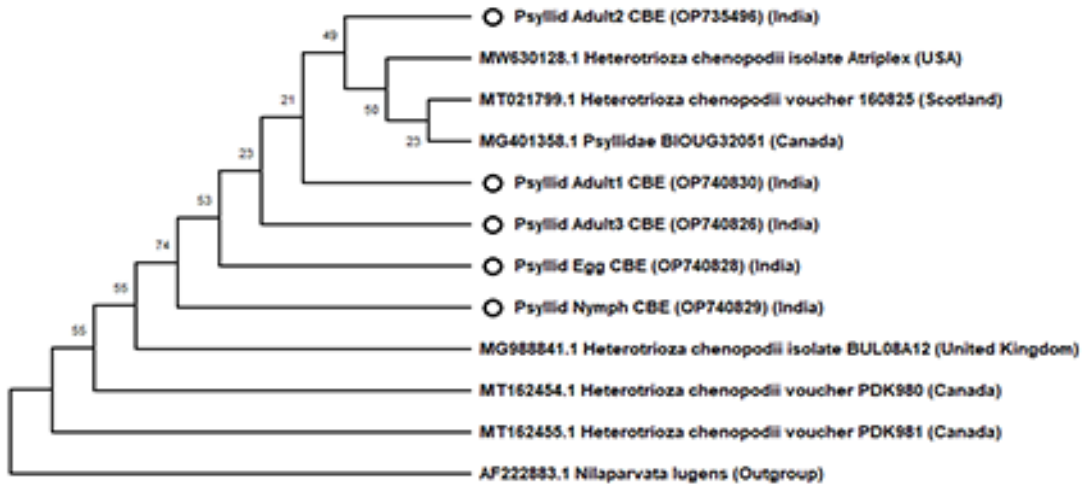 Psyllid Adult2 CBE (OP735496) (India)
49
MW630128.1 Heterotrioza chenopodii isolate Atriplex (USA)
MT021799.1 Heterotrioza chenopodii voucher 160825 (Scotland)
21
50
23
MG401358.1 Psyllidae BIOUG32051 (Canada)
23
Psyllid Adult1 CBE (OP740830) (India)
53
Psyllid Adult3 CBE (OP740826) (India)
74
Psyllid Egg CBE (OP740828) (India)
55
Psyllid Nymph CBE (OP740829) (India)
55
MG988841.1 Heterotrioza chenopodii isolate BUL08A12 (United Kingdom)
MT162454.1 Heterotrioza chenopodii voucher PDK980 (Canada)
MT162455.1 Heterotrioza chenopodii voucher PDK981 (Canada)
AF222883.1 Nilaparvata lugens (Outgroup)